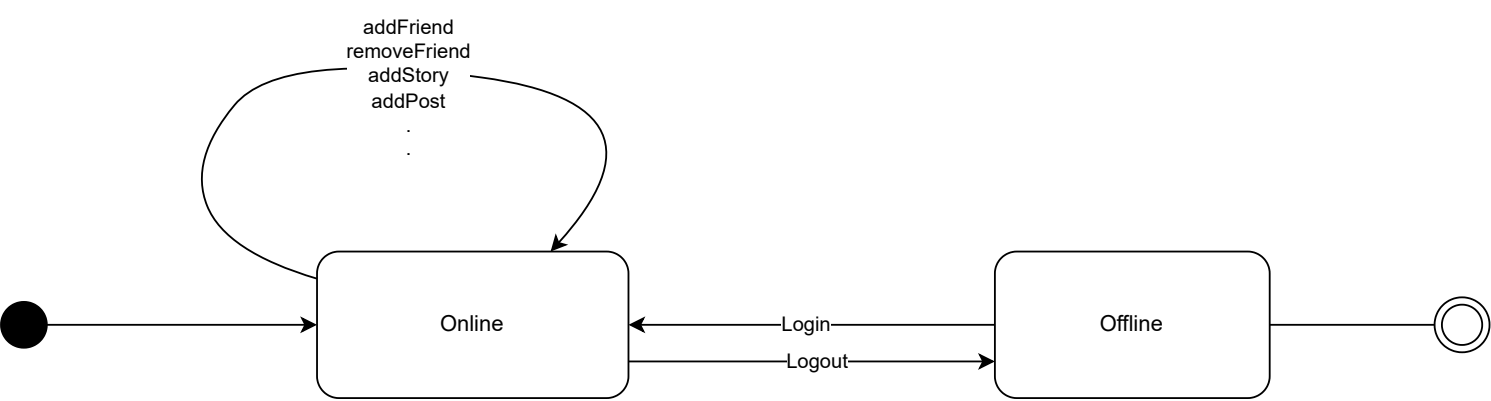 addFriend
removeFriend
addStory
addPost
.
.
Online
Login
Logout
Offline